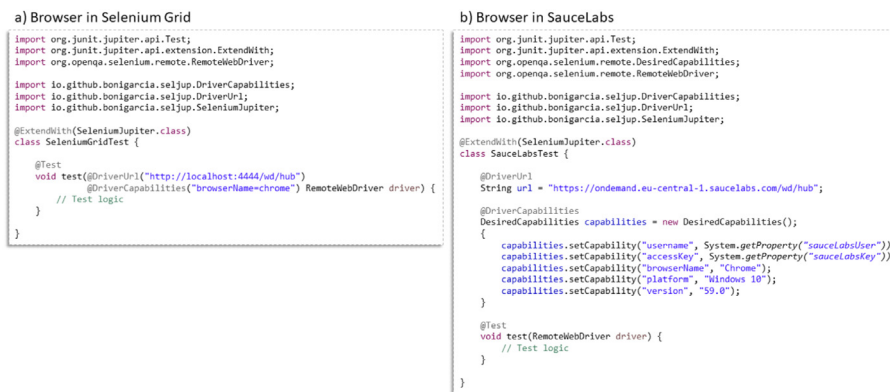 a) Browser in Selenium Grid
import org.junit.jupiter.api.Test;
import org.junit.jupiter.api.extension.ExtendWith;
import org.openqa.selenium.remote.RemoteWebDriver;
import io.github.bonigarcia.seljup.DriverCapabilities;
import io.github.bonigarcia.seljup.DriverUrl;
import io.github.bonigarcia.seljup.SeleniumJupiter;
@ExtendWith(SeleniumJupiter.class)
class SeleniumGridTest {
@Test
void test(@DriverUrl("http://localhost:4444/wd/hub")
@DriverCapabilities("browserName=chrome") RemoteWebDriver driver) {
// Test logic
}
}
b) Browser in SauceLabs
import org.junit.jupiter.api.Test;
import org.junit.jupiter.api.extension.ExtendWith;
import org.openqa.selenium.remote.DesiredCapabilities;
import org.openqa.selenium.remote.RemoteWebDriver;
import io.github.bonigarcia.seljup.DriverCapabilities;
import io.github.bonigarcia.seljup.DriverUrl;
import io.github.bonigarcia.seljup.SeleniumJupiter;
@ExtendWith(SeleniumJupiter.class)
class SauceLabsTest {
@DriverUrl
String url = "https://ondemand.eu-central-1.saucelabs.com/wd/hub";
@DriverCapabilities
DesiredCapabilities capabilities = new DesiredCapabilities();
{
capabilities.setCapability("username", System.getProperty("sauceLabsUser"))
capabilities.setCapability("accessKey", System.getProperty("sauceLabsKey"))
capabilities.setCapability("browserName", "Chrome");
capabilities.setCapability("platform", "Windows 10");
capabilities.setCapability("version", "59.0");
}
@Test
void test(RemoteWebDriver driver) {
// Test logic
}
}